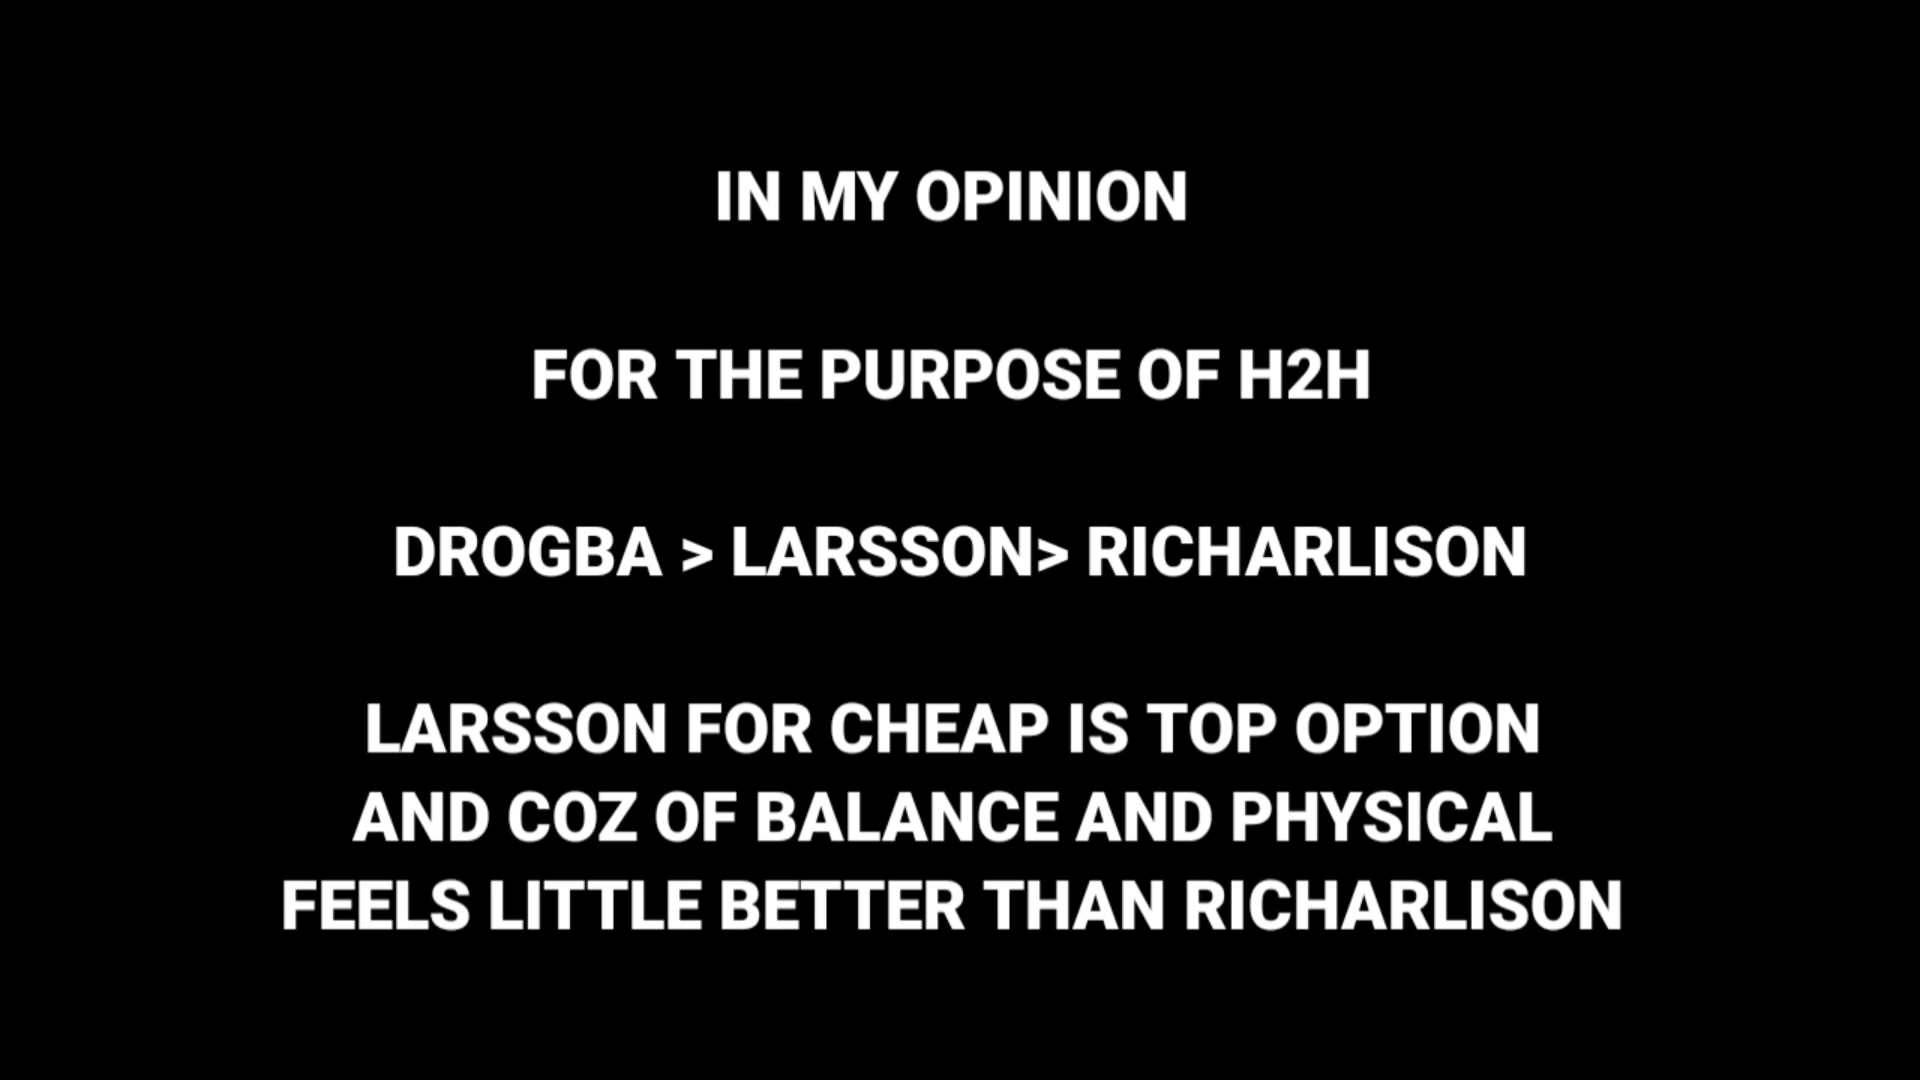 IN MY OPINION
FOR THE PURPOSE OF H2H
DROGBA > LARSSON> RICHARLISON
LARSSON FOR CHEAP IS TOP OPTION
AND COZ OF BALANCE AND PHYSICAL
FEELS LITTLE BETTER THAN RICHARLISON